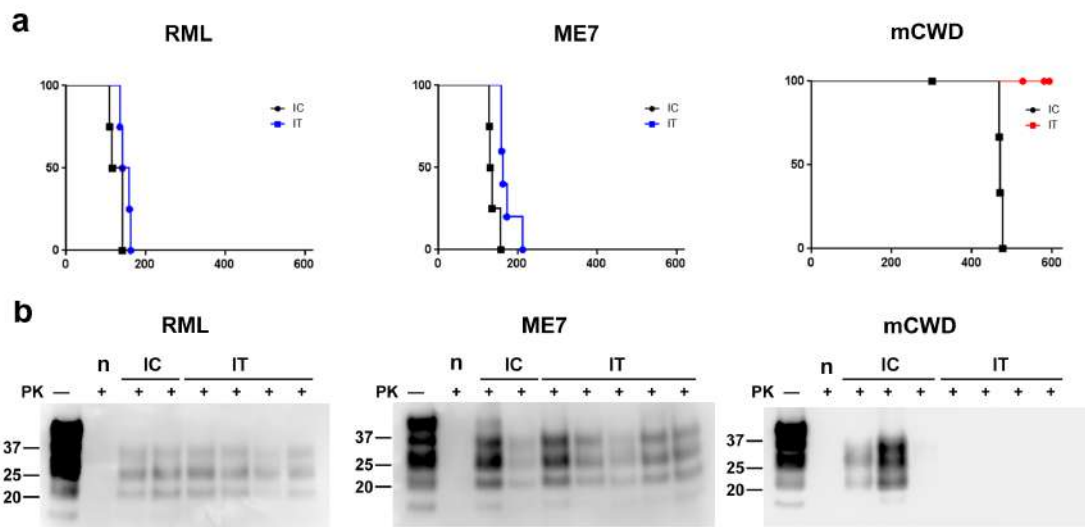 a
RML
ME7
mCWD
100
50
0
0 200 400 600
IC
IT
100
50
0
0 200 400 600
IC
IT
100
50
0
0 200 400 600
IC
IT
b
RML
ME7
mCWD
n IC IT
PK — + + + + + + +
37
25
20
n IC IT
PK — + + + + + + + +
37
25
20
n IC IT
PK — + + + + + + + +
37
25
20